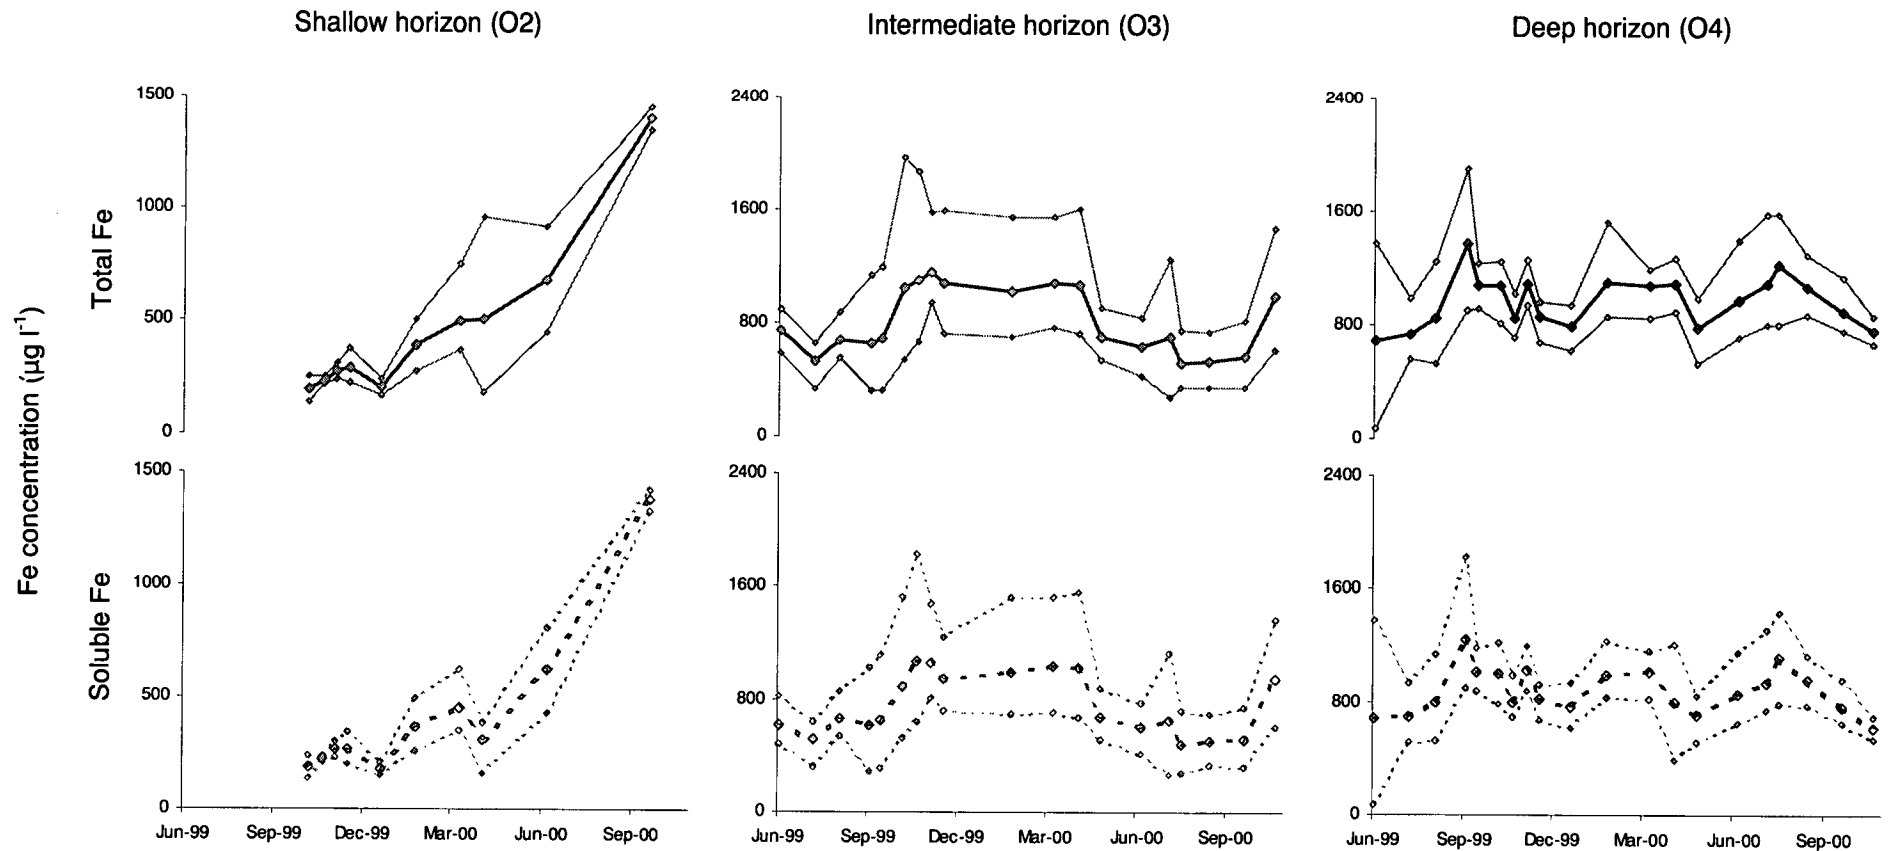 Shallow horizon (O2)
Intermediate horizon (O3)
Deep horizon (O4)
Fe concentration (µg l⁻¹)
Total Fe
1500
1000
500
0
2400
1600
800
0
2400
1600
800
0
Soluble Fe
1500
1000
500
0
Jun-99 Sep-99 Dec-99 Mar-00 Jun-00 Sep-00
2400
1600
800
0
Jun-99 Sep-99 Dec-99 Mar-00 Jun-00 Sep-00
2400
1600
800
0
Jun-99 Sep-99 Dec-99 Mar-00 Jun-00 Sep-00